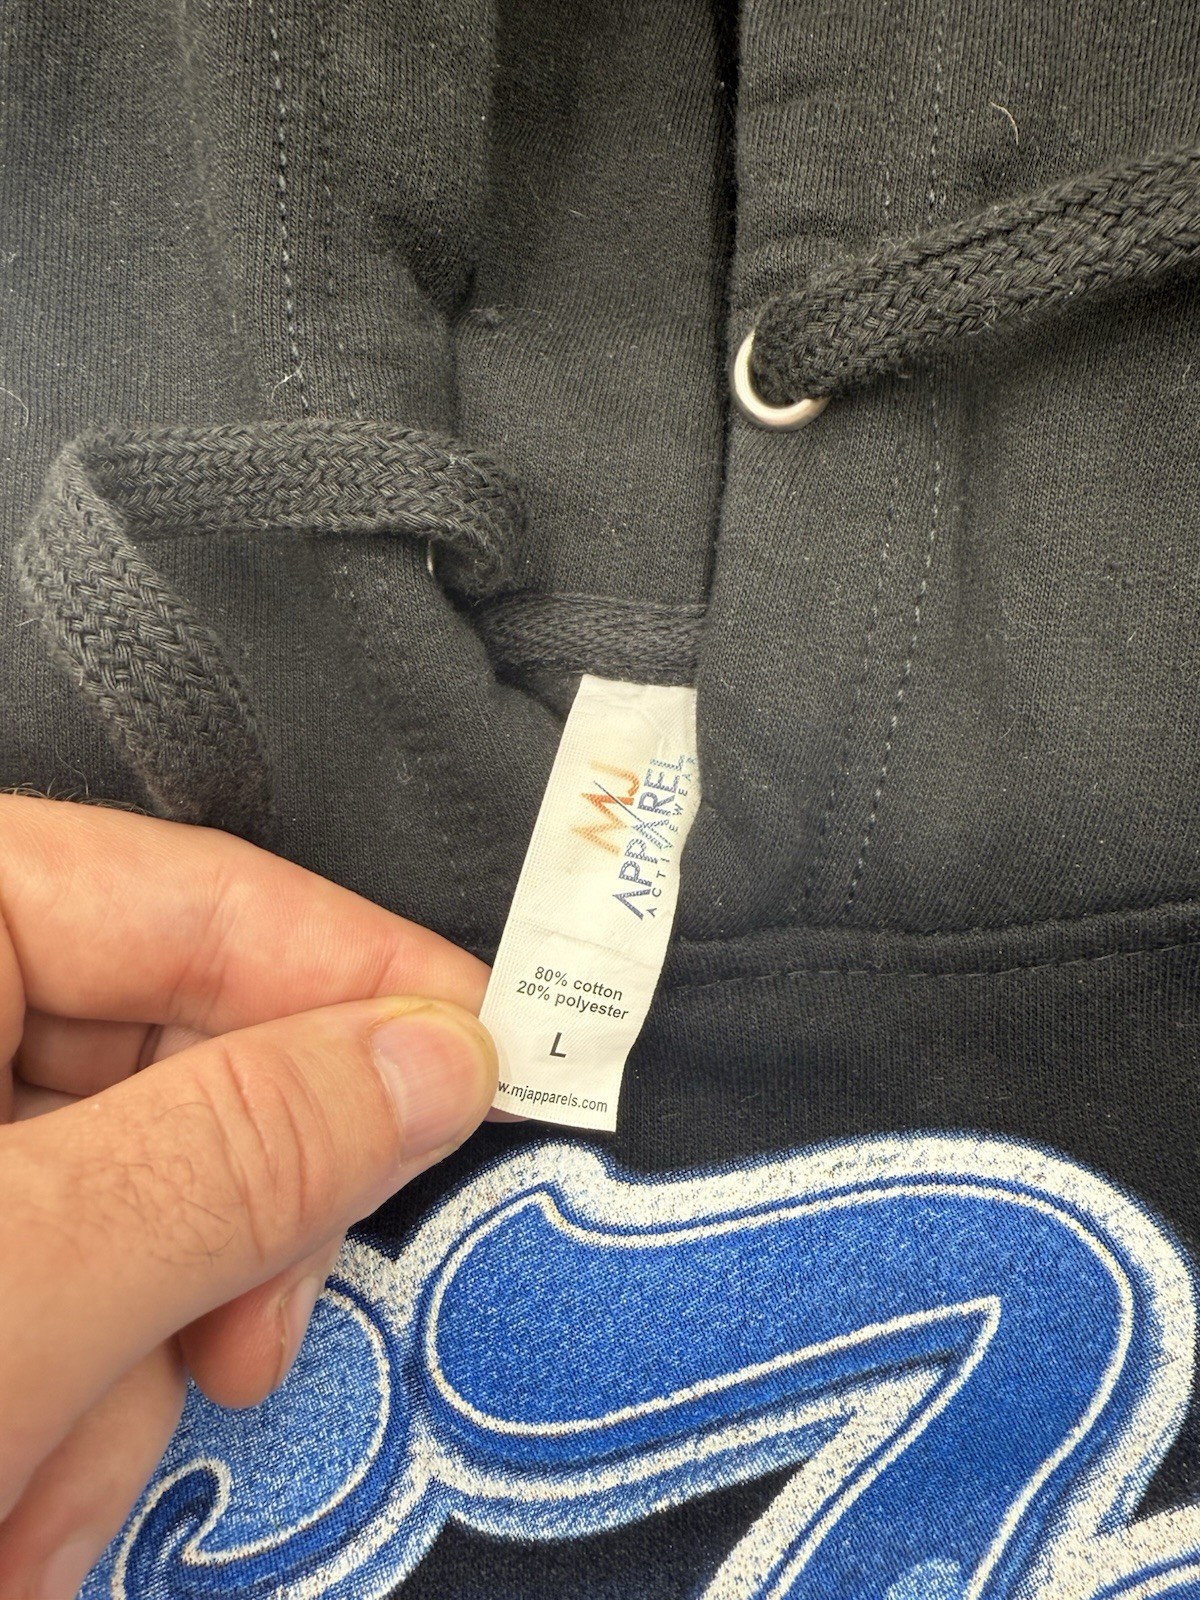 MJ
APPAREL
ACTIVEWEAR
80% cotton
20% polyester
L
w.mjapparels.com